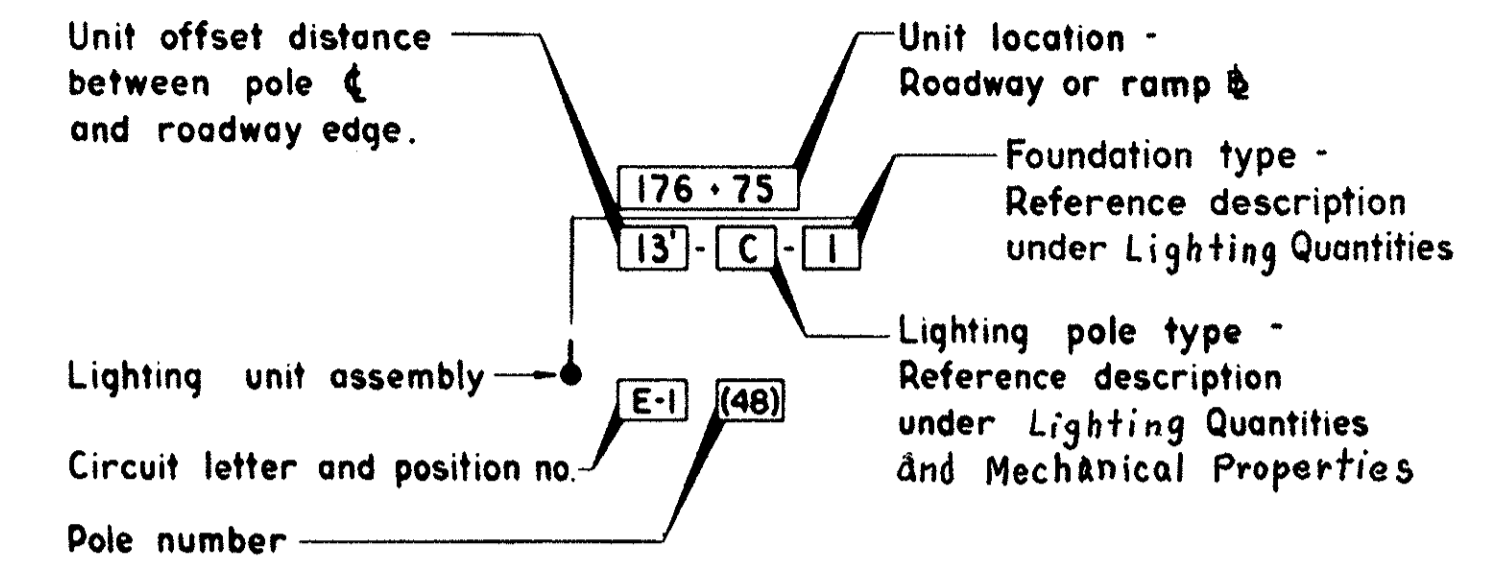 Unit offset distance
between pole ℄
and roadway edge.
Unit location -
Roadway or ramp
Foundation type -
Reference description
under Lighting Quantities
176 + 75
13' - C - 1
Lighting pole type -
Reference description
under Lighting Quantities
and Mechanical Properties
Lighting unit assembly
E-1 (48)
Circuit letter and position no.
Pole number